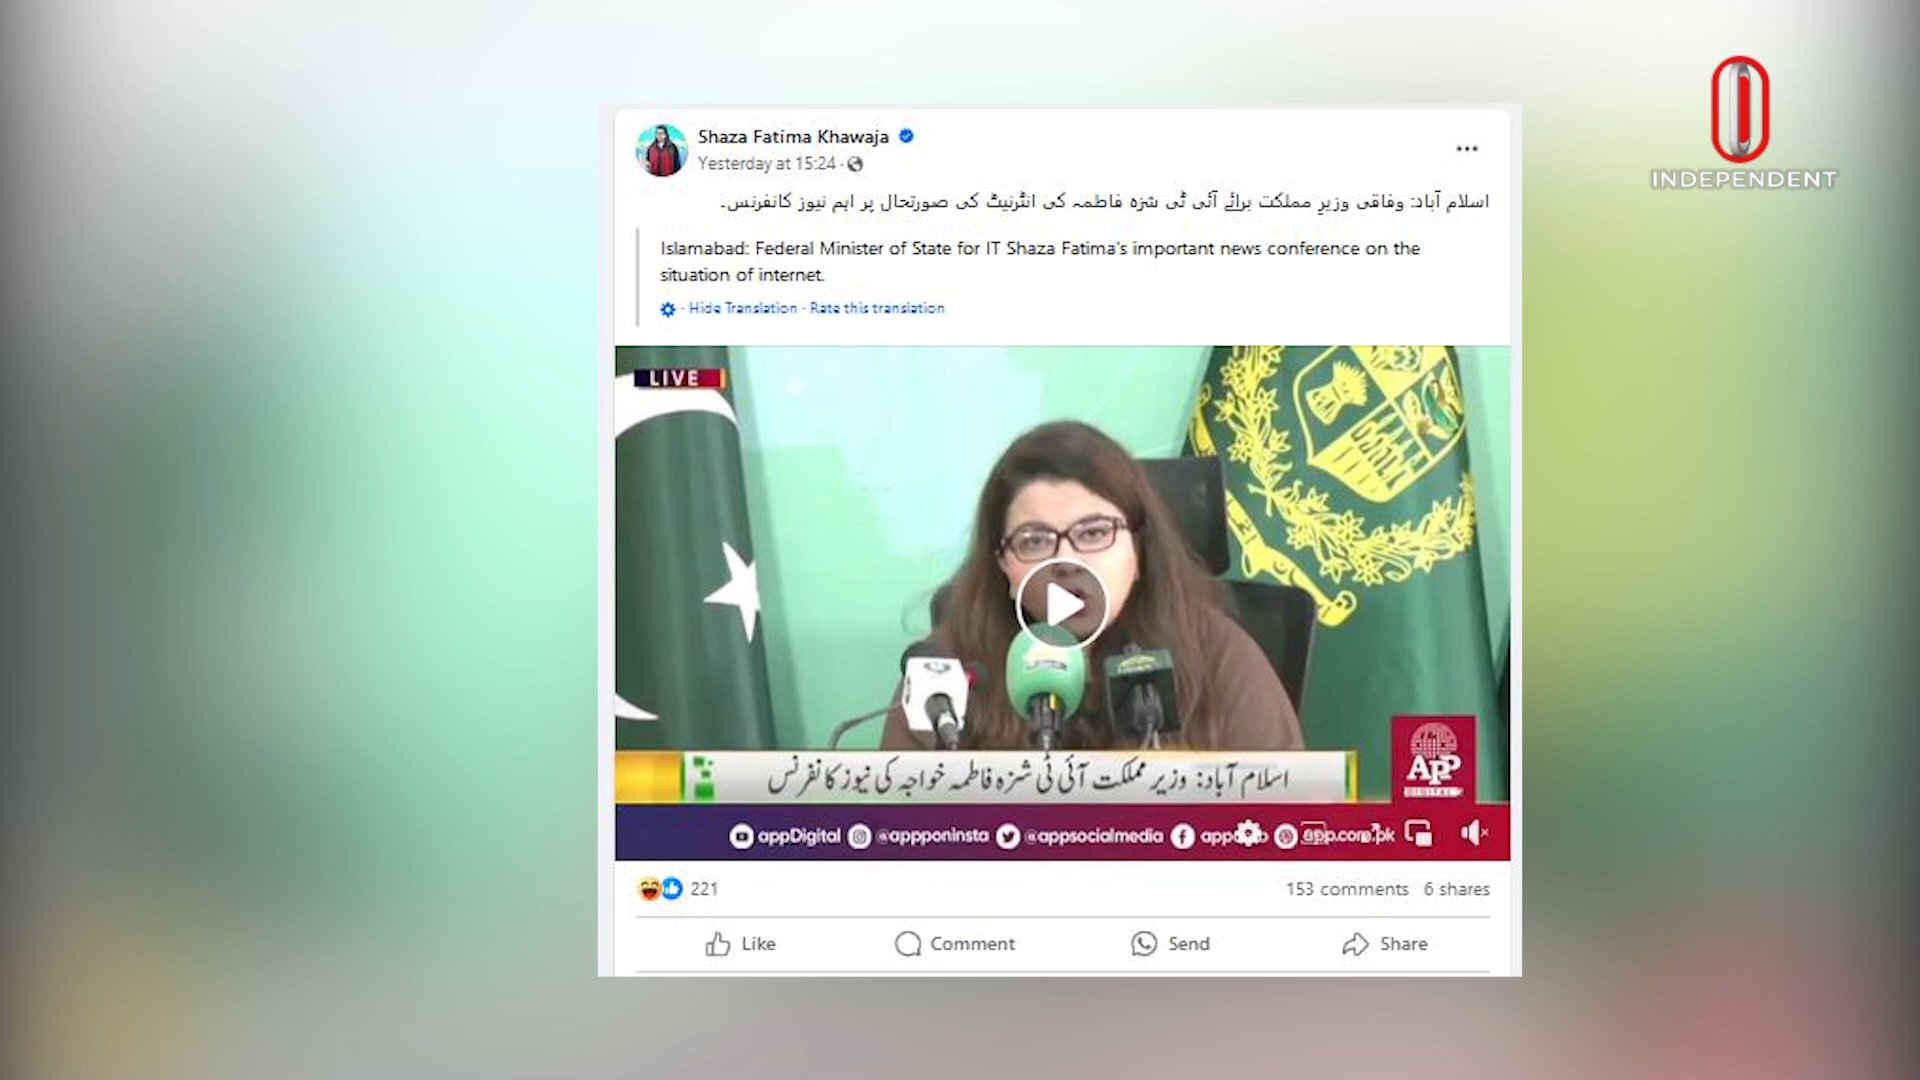 INDEPENDENT
Shaza Fatima Khawaja
Yesterday at 15:24 ·
اسلام آباد: وفاقی وزیرِ مملکت برائے آئی ٹی شزہ فاطمہ کی انٹرنیٹ کی صورتحال پر اہم نیوز کانفرنس۔
Islamabad: Federal Minister of State for IT Shaza Fatima's important news conference on the
situation of internet.
· Hide Translation · Rate this translation
LIVE
اسلام آباد: وزیر مملکت آئی ٹی شزہ فاطمہ خواجہ کی نیوز کانفرنس
APP
DIGITAL
appDigital @appponinsta @appsocialmedia app.com.pk
221
153 comments 6 shares
Like Comment Send Share